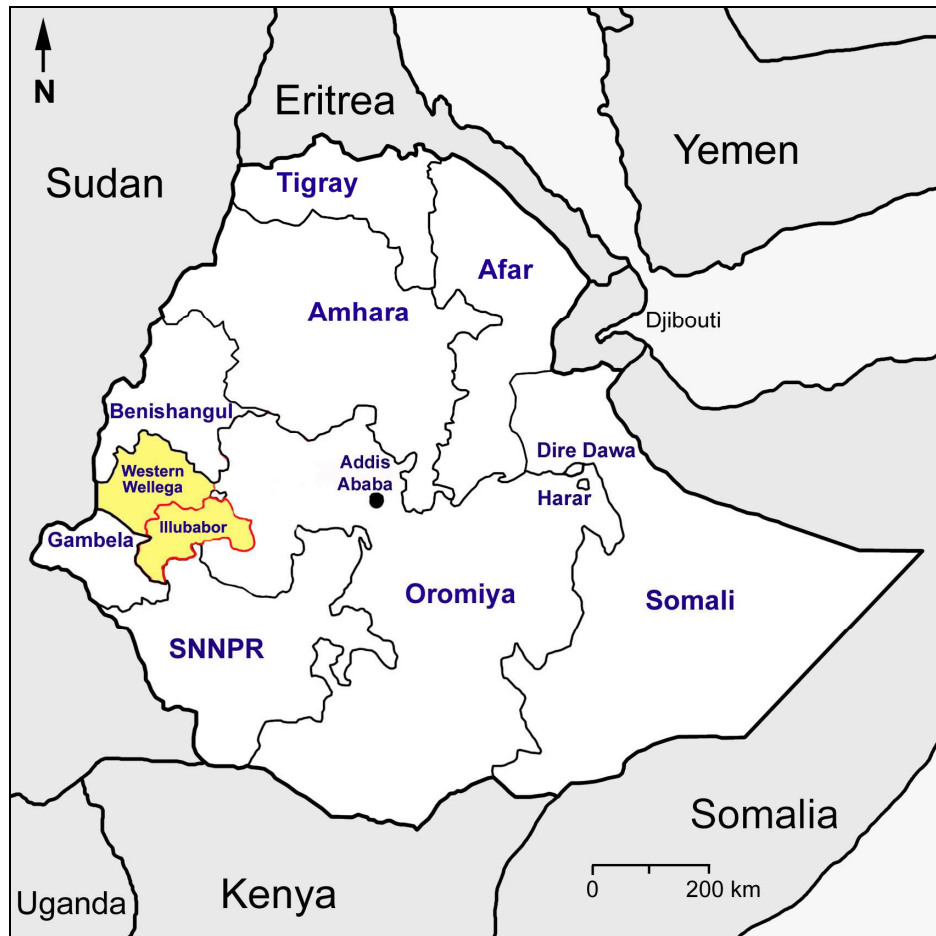 N
Eritrea
Yemen
Sudan
Tigray
Afar
Amhara
Djibouti
Benishangul
Dire Dawa
Addis
Ababa
Western
Wellega
Harar
Illubabor
Gambela
Oromiya
Somali
SNNPR
Somalia
0
200 km
Kenya
Uganda